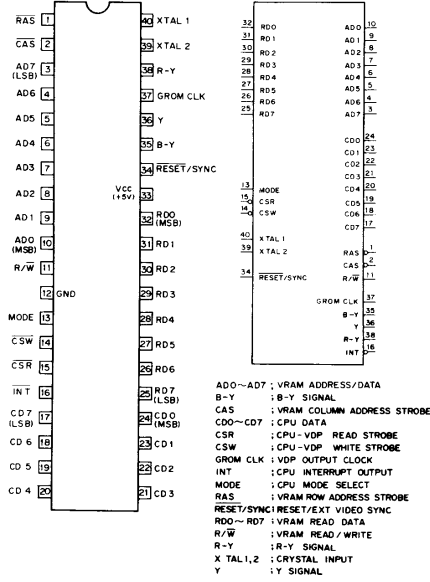 RAS 1
CAS 2
AD7 (LSB) 3
AD6 4
AD5 5
AD4 6
AD3 7
AD2 8
AD1 9
AD0 (MSB) 10
R/W 11
12 GND
MODE 13
CSW 14
CSR 15
INT 16
CD7 (LSB) 17
CD6 18
CD5 19
CD4 20
40 XTAL 1
39 XTAL 2
38 R-Y
37 GROM CLK
36 Y
35 B-Y
34 RESET/SYNC
VCC (+5V) 33
32 RD0 (MSB)
31 RD1
30 RD2
29 RD3
28 RD4
27 RD5
26 RD6
25 RD7 (LSB)
24 CD0 (MSB)
23 CD1
22 CD2
21 CD3
32 RD0
31 RD1
30 RD2
29 RD3
28 RD4
27 RD5
26 RD6
25 RD7
13 MODE
15 CSR
14 CSW
40 XTAL 1
39 XTAL 2
34 RESET/SYNC
AD0 10
AD1 9
AD2 8
AD3 7
AD4 6
AD5 5
AD6 4
AD7 3
CD0 24
CD1 23
CD2 22
CD3 21
CD4 20
CD5 19
CD6 18
CD7 17
RAS 1
CAS 2
R/W 11
GROM CLK 37
B-Y 35
Y 36
R-Y 38
INT 16
AD0~AD7 ; VRAM ADDRESS/DATA
B-Y ; B-Y SIGNAL
CAS ; VRAM COLUMN ADDRESS STROBE
CD0~CD7 ; CPU DATA
CSR ; CPU-VDP READ STROBE
CSW ; CPU-VDP WHITE STROBE
GROM CLK ; VDP OUTPUT CLOCK
INT ; CPU INTERRUPT OUTPUT
MODE ; CPU MODE SELECT
RAS ; VRAM ROW ADDRESS STROBE
RESET/SYNC ; RESET/EXT VIDEO SYNC
RD0~RD7 ; VRAM READ DATA
R/W ; VRAM READ/WRITE
R-Y ; R-Y SIGNAL
X TAL 1,2 ; CRYSTAL INPUT
Y ; Y SIGNAL